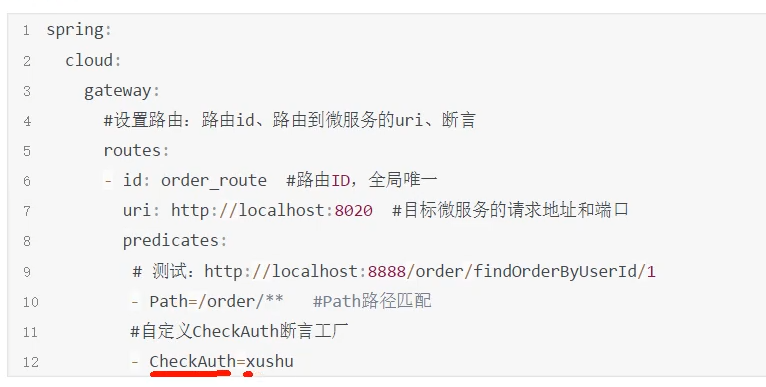 1 spring:
2   cloud:
3     gateway:
4       #设置路由：路由id、路由到微服务的uri、断言
5       routes:
6       - id: order_route  #路由ID，全局唯一
7         uri: http://localhost:8020  #目标微服务的请求地址和端口
8         predicates:
9          # 测试：http://localhost:8888/order/findOrderByUserId/1
10         - Path=/order/**   #Path路径匹配
11         #自定义CheckAuth断言工厂
12         - CheckAuth=xushu